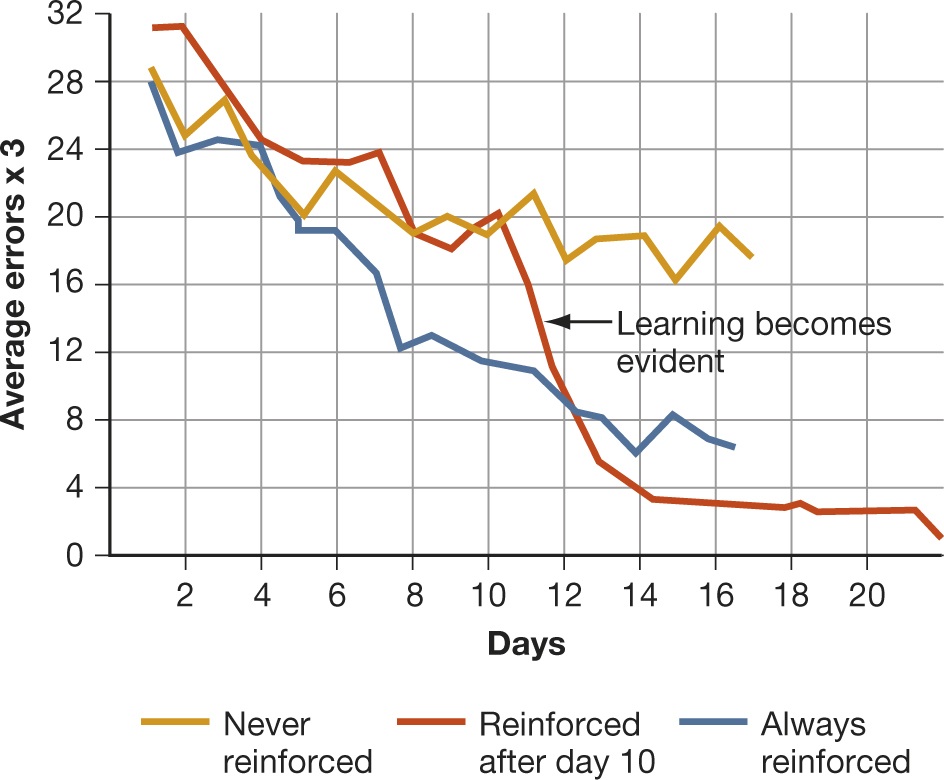 32
28
24
20
16
12
8
4
0
Average errors x 3
Learning becomes
evident
2 4 6 8 10 12 14 16 18 20
Days
Never
reinforced
Reinforced
after day 10
Always
reinforced